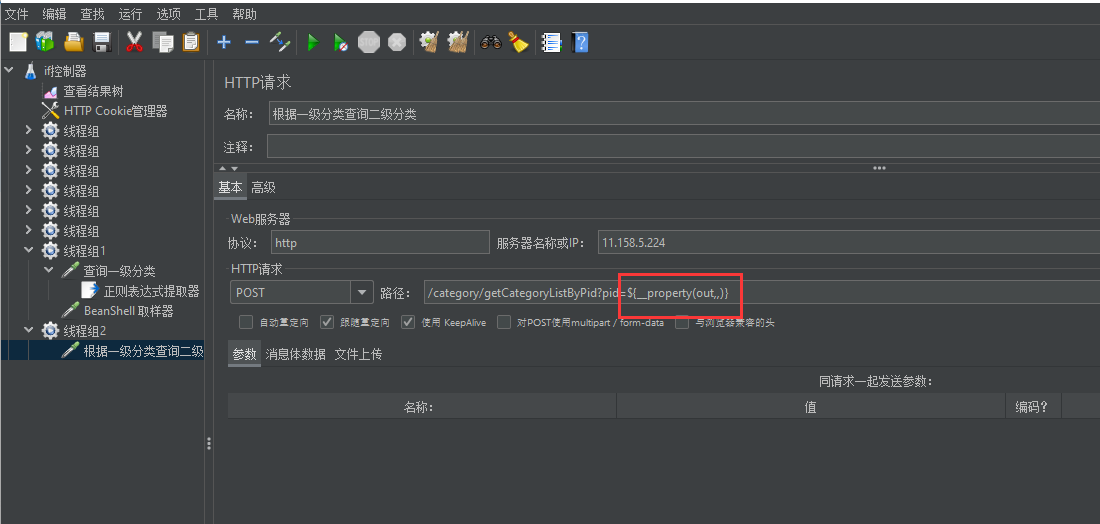 文件 编辑 查找 运行 选项 工具 帮助
STOP
if控制器
查看结果树
HTTP Cookie管理器
线程组
线程组
线程组
线程组
线程组
线程组
线程组1
查询一级分类
正则表达式提取器
BeanShell 取样器
线程组2
根据一级分类查询二级
HTTP请求
名称: 根据一级分类查询二级分类
注释:
基本 高级
Web服务器
协议: http 服务器名称或IP: 11.158.5.224
HTTP请求
POST 路径: /category/getCategoryListByPid?pid=${__property(out,,)}
自动重定向 跟随重定向 使用 KeepAlive 对POST使用multipart / form-data 与浏览器兼容的头
参数 消息体数据 文件上传
同请求一起发送参数:
名称: 值 编码?